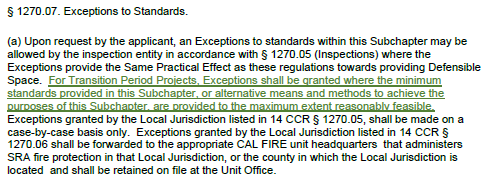 § 1270.07. Exceptions to Standards.
(a) Upon request by the applicant, an Exceptions to standards within this Subchapter may be
allowed by the inspection entity in accordance with § 1270.05 (Inspections) where the
Exceptions provide the Same Practical Effect as these regulations towards providing Defensible
Space. For Transition Period Projects, Exceptions shall be granted where the minimum
standards provided in this Subchapter, or alternative means and methods to achieve the
purposes of this Subchapter, are provided to the maximum extent reasonably feasible.
Exceptions granted by the Local Jurisdiction listed in 14 CCR § 1270.05, shall be made on a
case-by-case basis only. Exceptions granted by the Local Jurisdiction listed in 14 CCR §
1270.06 shall be forwarded to the appropriate CAL FIRE unit headquarters that administers
SRA fire protection in that Local Jurisdiction, or the county in which the Local Jurisdiction is
located and shall be retained on file at the Unit Office.